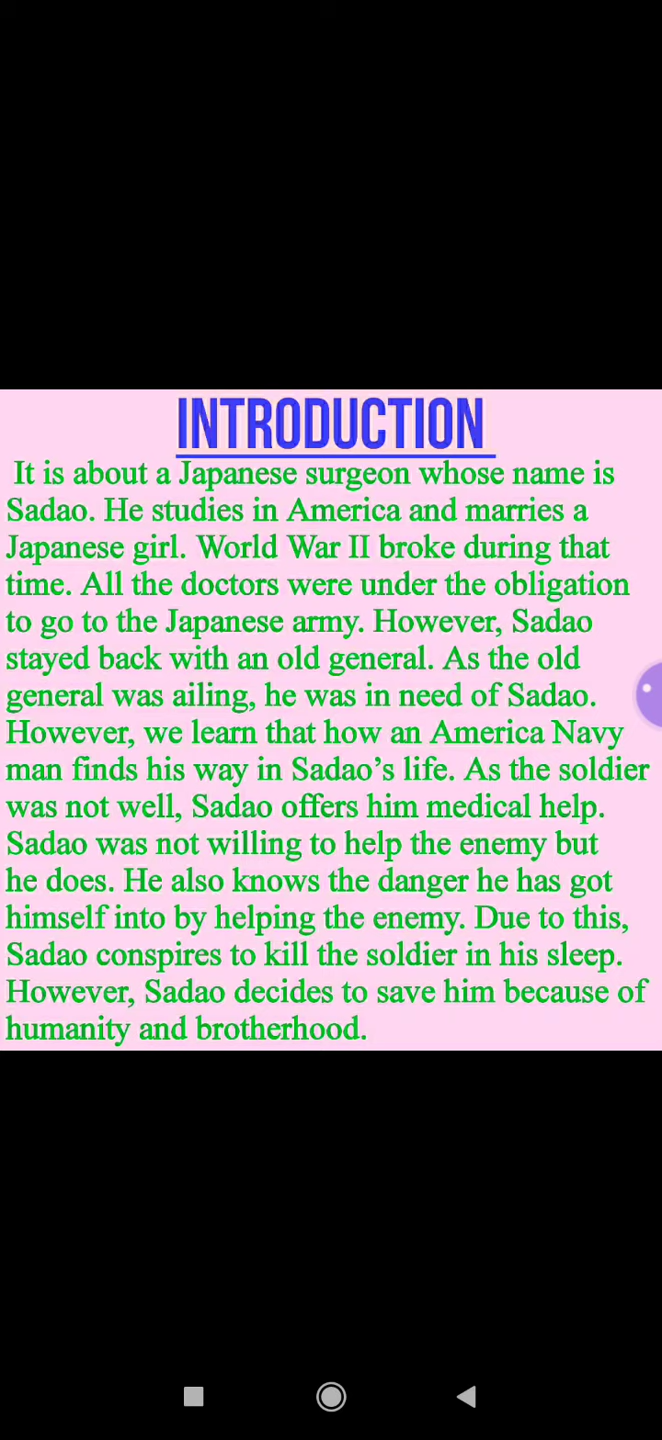 INTRODUCTION
It is about a Japanese surgeon whose name is
Sadao. He studies in America and marries a
Japanese girl. World War II broke during that
time. All the doctors were under the obligation
to go to the Japanese army. However, Sadao
stayed back with an old general. As the old
general was ailing, he was in need of Sadao.
However, we learn that how an America Navy
man finds his way in Sadao’s life. As the soldier
was not well, Sadao offers him medical help.
Sadao was not willing to help the enemy but
he does. He also knows the danger he has got
himself into by helping the enemy. Due to this,
Sadao conspires to kill the soldier in his sleep.
However, Sadao decides to save him because of
humanity and brotherhood.